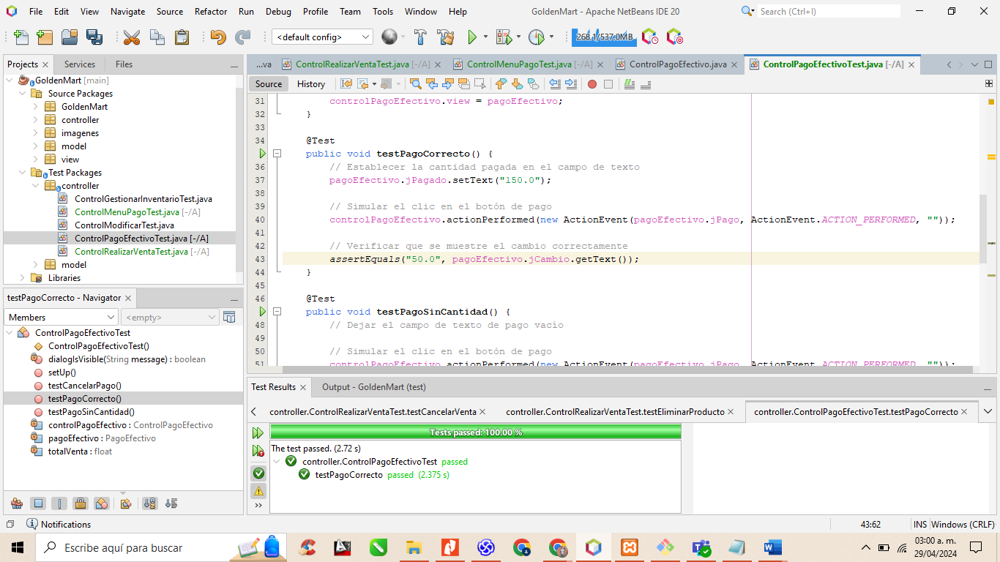 GoldenMart - Apache NetBeans IDE 20
File Edit View Navigate Source Refactor Run Debug Profile Team Tools Window Help
Search (Ctrl+I)
<default config>
268.1/537.0MB
Projects
Services
Files
GoldenMart [main]
Source Packages
GoldenMart
controller
imagenes
model
view
Test Packages
controller
ControlGestionarInventarioTest.java
ControlMenuPagoTest.java [-/A]
ControlModificarTest.java
ControlPagoEfectivoTest.java [-/A]
ControlRealizarVentaTest.java [-/A]
model
Libraries
testPagoCorrecto - Navigator
Members
<empty>
ControlPagoEfectivoTest
ControlPagoEfectivoTest()
dialogIsVisible(String message) : boolean
setUp()
testCancelarPago()
testPagoCorrecto()
testPagoSinCantidad()
controlPagoEfectivo : ControlPagoEfectivo
pagoEfectivo : PagoEfectivo
totalVenta : float
...va
ControlRealizarVentaTest.java [-/A]
ControlMenuPagoTest.java [-/A]
ControlPagoEfectivo.java
ControlPagoEfectivoTest.java [-/A]
Source
History
31 controlPagoEfectivo.view = pagoEfectivo;
32 }
33
34 @Test
public void testPagoCorrecto() {
36 // Establecer la cantidad pagada en el campo de texto
37 pagoEfectivo.jPagado.setText("150.0");
38
39 // Simular el clic en el botón de pago
40 controlPagoEfectivo.actionPerformed(new ActionEvent(pagoEfectivo.jPago, ActionEvent.ACTION_PERFORMED, ""));
41
42 // Verificar que se muestre el cambio correctamente
43 assertEquals("50.0", pagoEfectivo.jCambio.getText());
44 }
45
46 @Test
public void testPagoSinCantidad() {
48 // Dejar el campo de texto de pago vacío
49
50 // Simular el clic en el botón de pago
51 controlPagoEfectivo.actionPerformed(new ActionEvent(pagoEfectivo.jPago, ActionEvent.ACTION_PERFORMED, ""));
Test Results
Output - GoldenMart (test)
controller.ControlRealizarVentaTest.testCancelarVenta
controller.ControlRealizarVentaTest.testEliminarProducto
controller.ControlPagoEfectivoTest.testPagoCorrecto
Tests passed: 100.00 %
The test passed. (2.72 s)
controller.ControlPagoEfectivoTest passed
testPagoCorrecto passed (2.375 s)
Notifications
43:62
INS
Windows (CRLF)
Escribe aquí para buscar
03:00 a. m.
29/04/2024